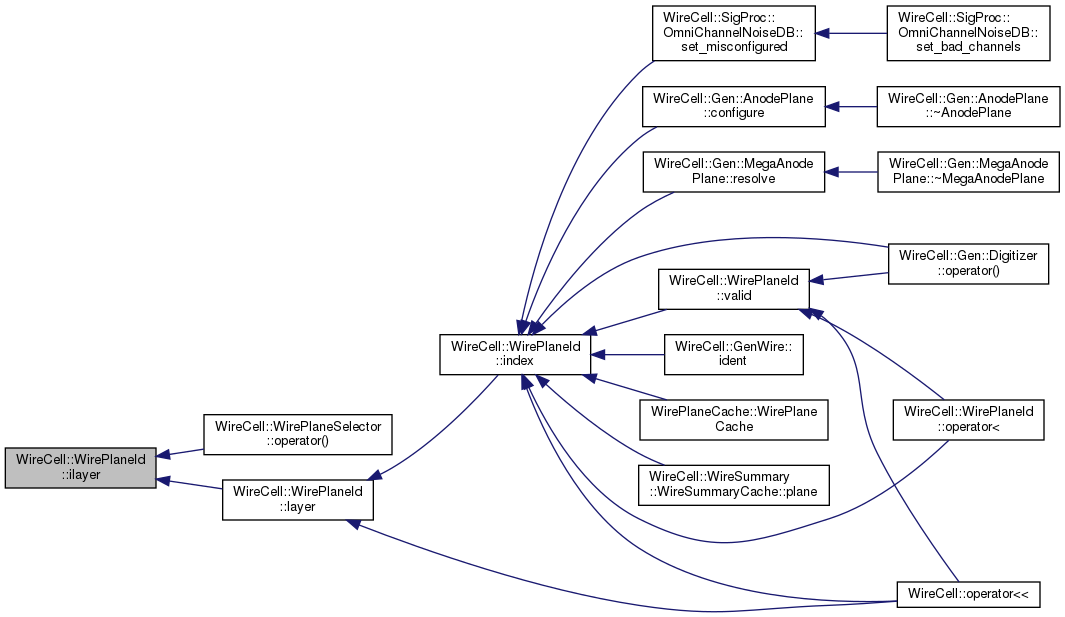 WireCell::SigProc::
OmniChannelNoiseDB::
set_misconfigured
WireCell::SigProc::
OmniChannelNoiseDB::
set_bad_channels
WireCell::Gen::AnodePlane
::configure
WireCell::Gen::AnodePlane
::~AnodePlane
WireCell::Gen::MegaAnode
Plane::resolve
WireCell::Gen::MegaAnode
Plane::~MegaAnodePlane
WireCell::Gen::Digitizer
::operator()
WireCell::WirePlaneId
::valid
WireCell::WirePlaneId
::index
WireCell::GenWire::
ident
WirePlaneCache::WirePlane
Cache
WireCell::WirePlaneId
::operator<
WireCell::WirePlaneSelector
::operator()
WireCell::WirePlaneId
::ilayer
WireCell::WireSummary
::WireSummaryCache::plane
WireCell::WirePlaneId
::layer
WireCell::operator<<